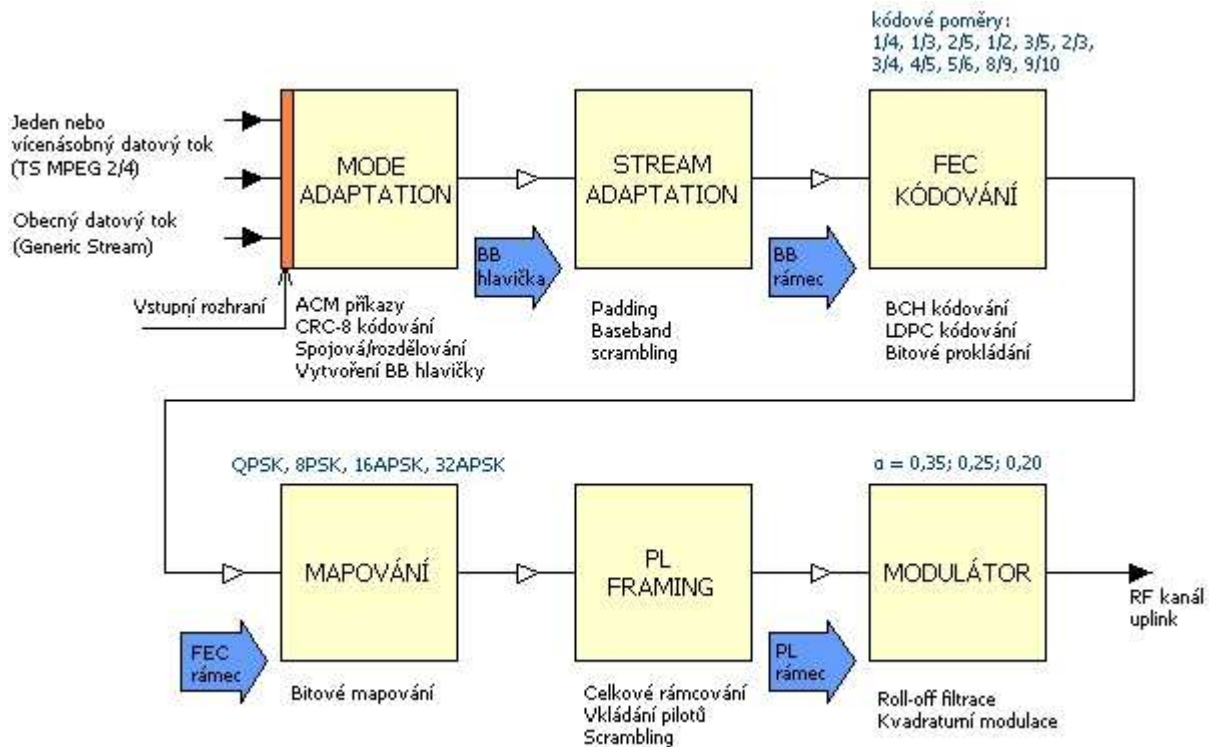 kódové poměry:
1/4, 1/3, 2/5, 1/2, 3/5, 2/3,
3/4, 4/5, 5/6, 8/9, 9/10
Jeden nebo
vícenásobný datový tok
(TS MPEG 2/4)
Obecný datový tok
(Generic Stream)
Vstupní rozhraní
MODE
ADAPTATION
ACM příkazy
CRC-8 kódování
Spojová/rozdělování
Vytvoření BB hlavičky
BB
hlavička
STREAM
ADAPTATION
Padding
Baseband
scrambling
BB
rámec
FEC
KÓDOVÁNÍ
BCH kódování
LDPC kódování
Bitové prokládání
QPSK, 8PSK, 16APSK, 32APSK
FEC
rámec
MAPOVÁNÍ
Bitové mapování
PL
FRAMING
Celkové rámcování
Vkládání pilotů
Scrambling
PL
rámec
α = 0,35; 0,25; 0,20
MODULÁTOR
Roll-off filtrace
Kvadraturní modulace
RF kanál
uplink